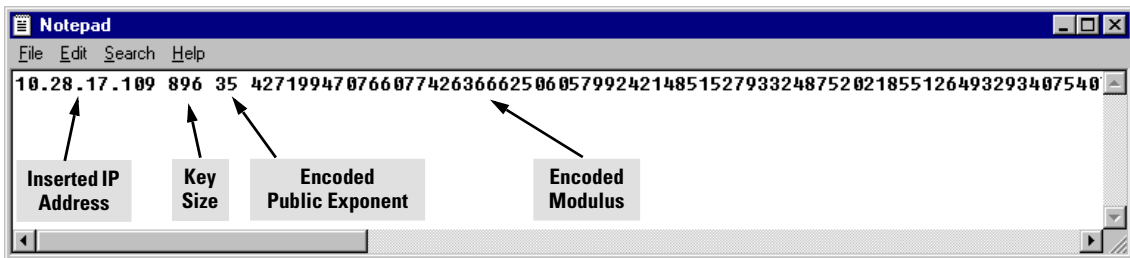 Notepad
File Edit Search Help
10.28.17.109 896 35 427199470766077426366625060579924214851527933248752021855126493293407540
Inserted IP Address
Key Size
Encoded Public Exponent
Encoded Modulus